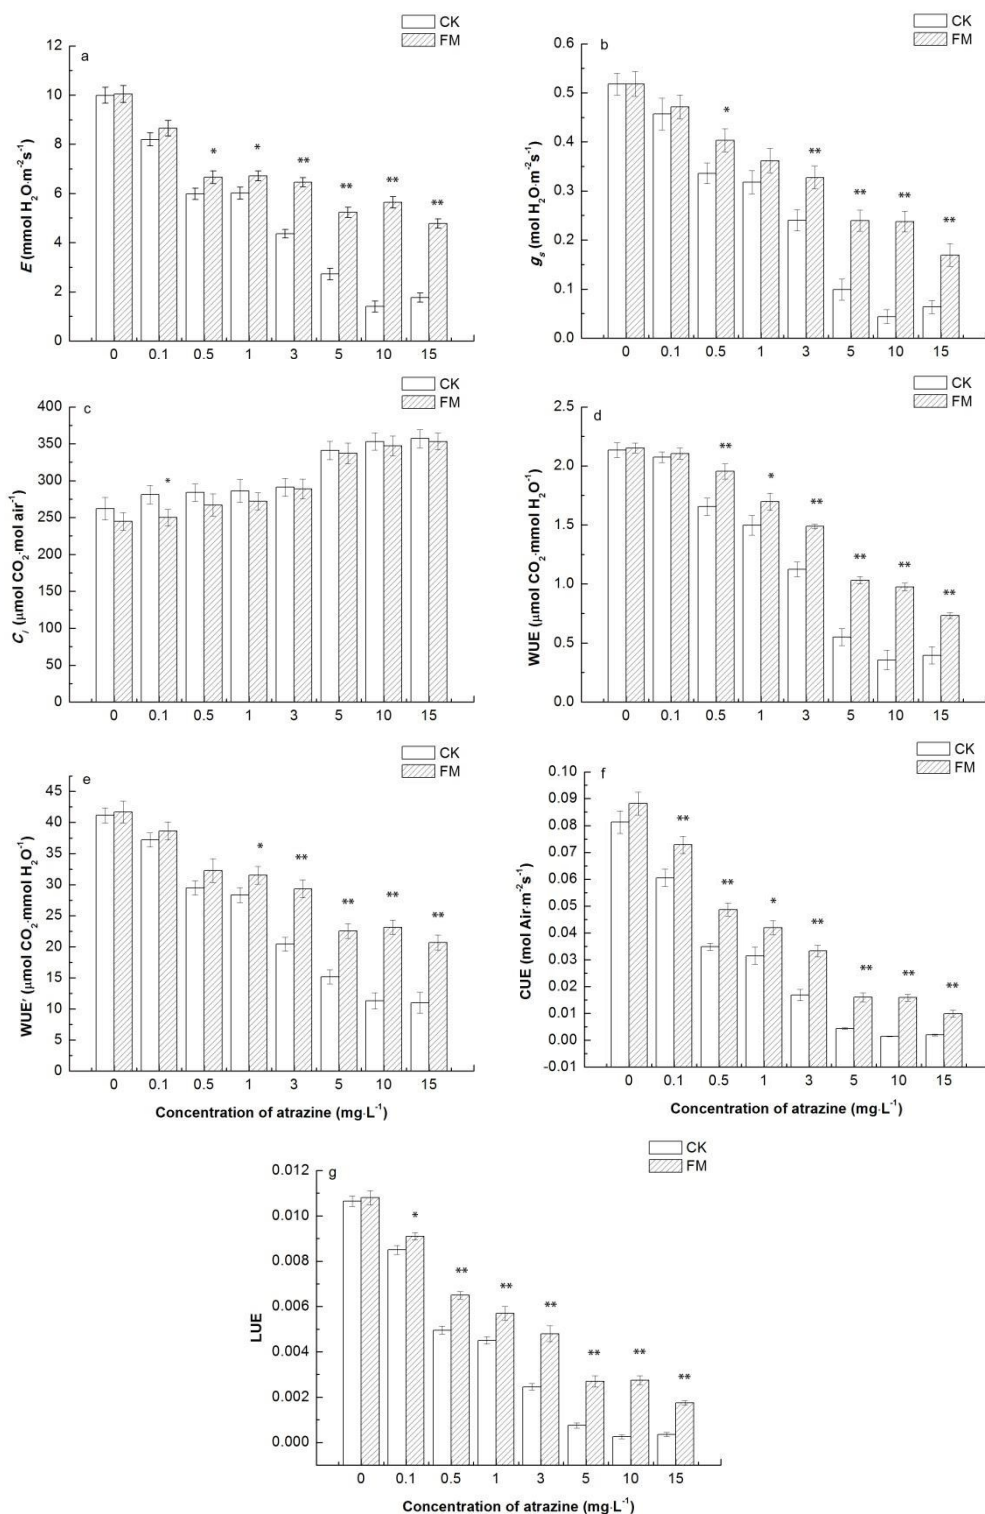 CK
FM
a
12
10
8
6
4
2
0
E (mmol H₂O·m⁻²s⁻¹)
* * ** ** ** **
0 0.1 0.5 1 3 5 10 15
CK
FM
b
0.6
0.5
0.4
0.3
0.2
0.1
0.0
gₛ (mol H₂O·m⁻²s⁻¹)
* ** ** ** **
0 0.1 0.5 1 3 5 10 15
CK
FM
c
400
350
300
250
200
150
100
50
0
Cᵢ (μmol CO₂·mol air⁻¹)
*
0 0.1 0.5 1 3 5 10 15
CK
FM
d
2.5
2.0
1.5
1.0
0.5
0.0
WUE (μmol CO₂·mmol H₂O⁻¹)
** * ** ** ** **
0 0.1 0.5 1 3 5 10 15
CK
FM
e
45
40
35
30
25
20
15
10
5
0
WUE' (μmol CO₂·mmol H₂O⁻¹)
* ** ** ** **
0 0.1 0.5 1 3 5 10 15
Concentration of atrazine (mg·L⁻¹)
CK
FM
f
0.10
0.09
0.08
0.07
0.06
0.05
0.04
0.03
0.02
0.01
0.00
-0.01
CUE (mol Air·m⁻²s⁻¹)
** ** * ** ** ** **
0 0.1 0.5 1 3 5 10 15
Concentration of atrazine (mg·L⁻¹)
CK
FM
g
0.012
0.010
0.008
0.006
0.004
0.002
0.000
LUE
* ** ** ** ** ** **
0 0.1 0.5 1 3 5 10 15
Concentration of atrazine (mg·L⁻¹)